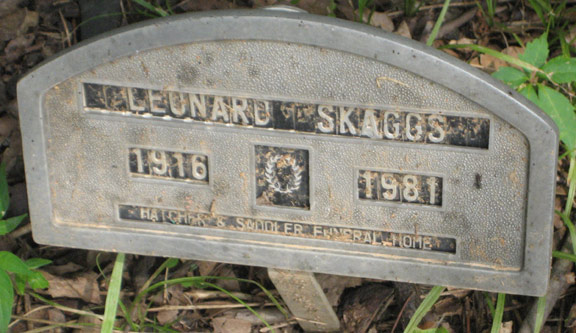 LEONARD SKAGGS
1916 1981
HATCHER & SADDLER FUNERAL HOME